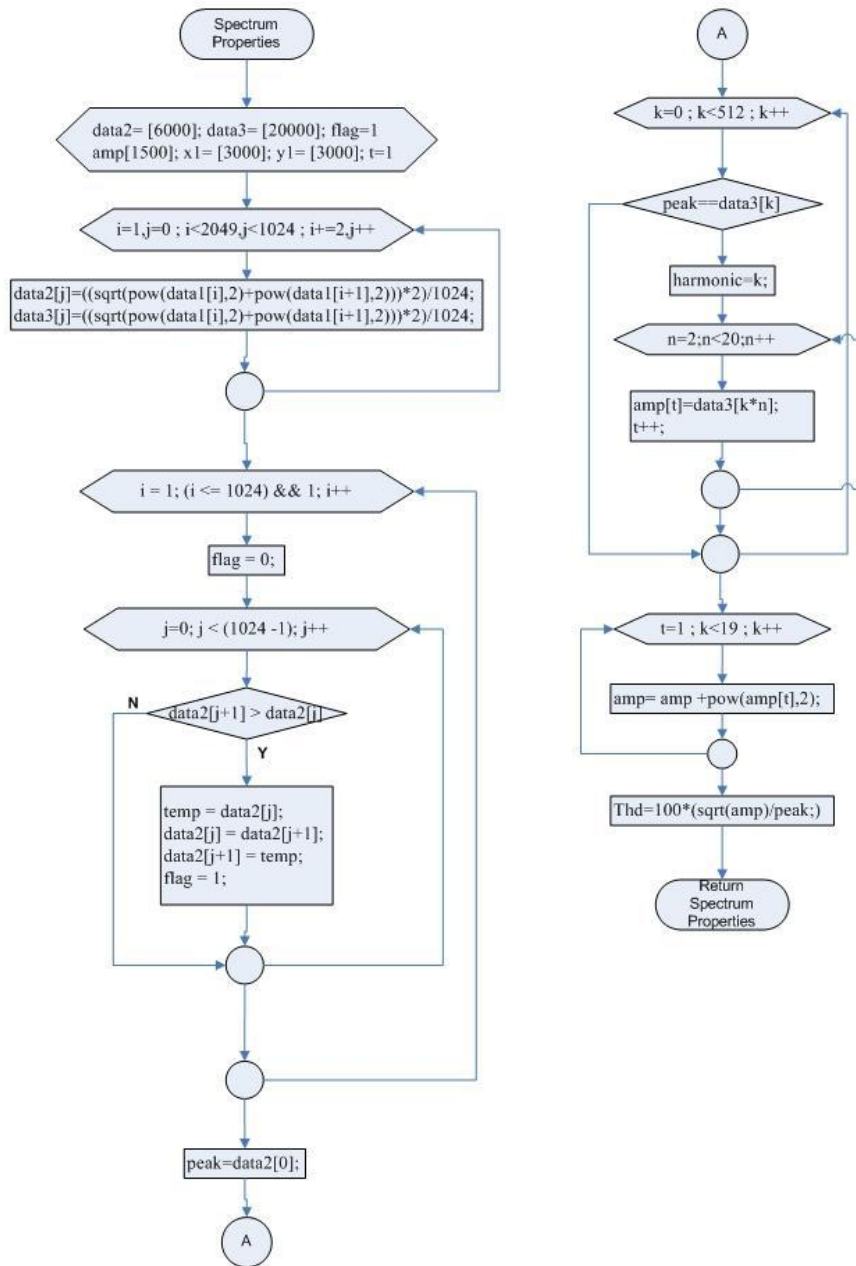 Spectrum
Properties
data2= [6000]; data3= [20000]; flag=1
amp[1500]; x1= [3000]; y1= [3000]; t=1
i=1,j=0 ; i<2049,j<1024 ; i+=2,j++
data2[j]=((sqrt(pow(data1[i],2)+pow(data1[i+1],2)))*2)/1024;
data3[j]=((sqrt(pow(data1[i],2)+pow(data1[i+1],2)))*2)/1024;
i = 1; (i <= 1024) && 1; i++
flag = 0;
j=0; j < (1024 -1); j++
N
data2[j+1] > data2[j]
Y
temp = data2[j];
data2[j] = data2[j+1];
data2[j+1] = temp;
flag = 1;
peak=data2[0];
A
A
k=0 ; k<512 ; k++
peak==data3[k]
harmonic=k;
n=2;n<20;n++
amp[t]=data3[k*n];
t++;
t=1 ; k<19 ; k++
amp= amp +pow(amp[t],2);
Thd=100*(sqrt(amp)/peak;)
Return
Spectrum
Properties